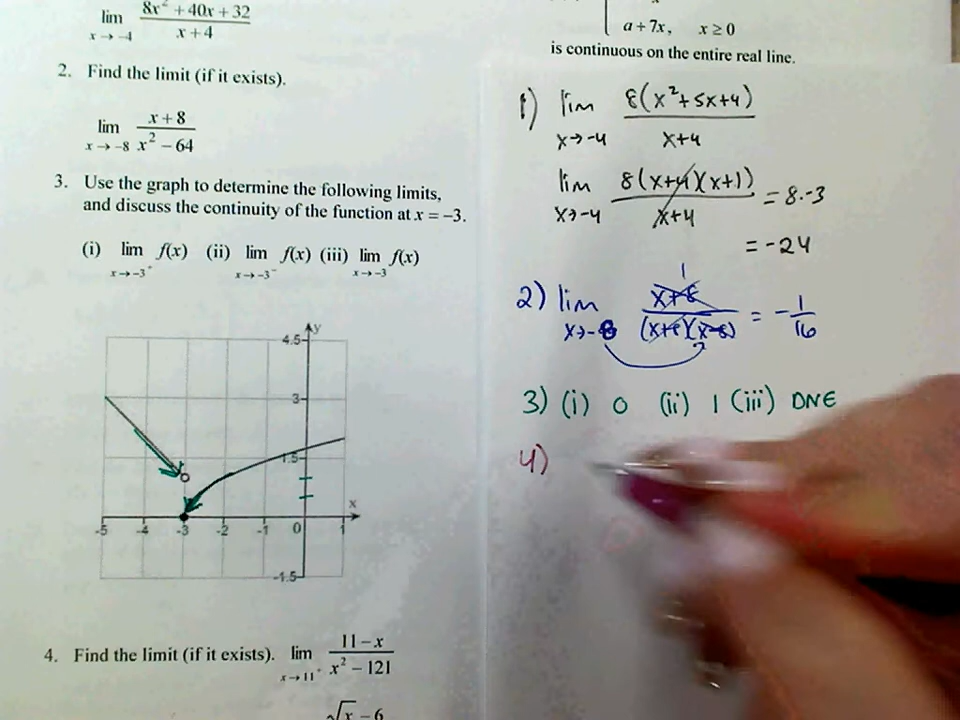 lim 8x² + 40x + 32 / x + 4
x → -4
2. Find the limit (if it exists).
lim x + 8 / x² − 64
x → −8
3. Use the graph to determine the following limits,
and discuss the continuity of the function at x = −3.
(i) lim f(x) (ii) lim f(x) (iii) lim f(x)
x → −3⁺ x → −3⁻ x → −3
y
4.5
3
1.5
x
-5 -4 -3 -2 -1 0 1
-1.5
4. Find the limit (if it exists). lim 11 − x / x² − 121
x → 11⁺
√x − 6
a + 7x, x ≥ 0
is continuous on the entire real line.
1) lim 8(x²+5x+4) / x+4
x→-4
lim 8(x+4)(x+1) / x+4 = 8·-3
x→-4
= -24
2) lim x+8 / (x+8)(x-8) = -1/16
x→-8
1
3) (i) 0 (ii) 1 (iii) DNE
4)